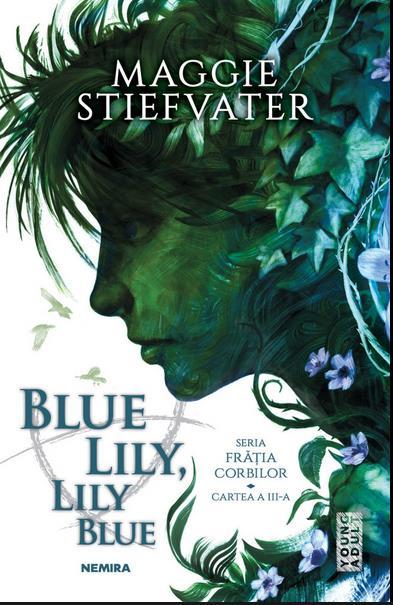 MAGGIE
STIEFVATER
BLUE
LILY,
LILY
BLUE
SERIA
FRĂȚIA
CORBILOR
CARTEA A III-A
NEMIRA
YOUNG
ADULT